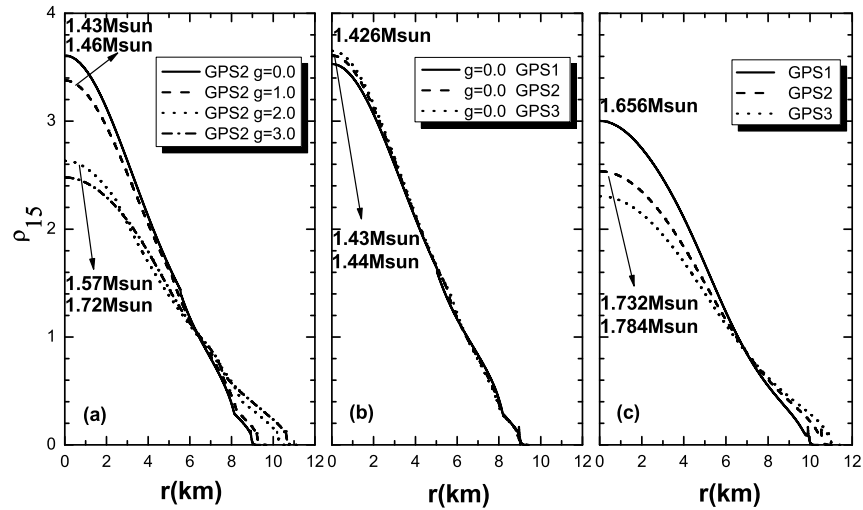 1.43Msun
1.46Msun
GPS2 g=0.0
GPS2 g=1.0
GPS2 g=2.0
GPS2 g=3.0
1.57Msun
1.72Msun
(a)
ρ15
0
1
2
3
4
0 2 4 6 8 10 12
r(km)
1.426Msun
g=0.0 GPS1
g=0.0 GPS2
g=0.0 GPS3
1.43Msun
1.44Msun
(b)
0 2 4 6 8 10 12
r(km)
GPS1
GPS2
GPS3
1.656Msun
1.732Msun
1.784Msun
(c)
0 2 4 6 8 10 12
r(km)